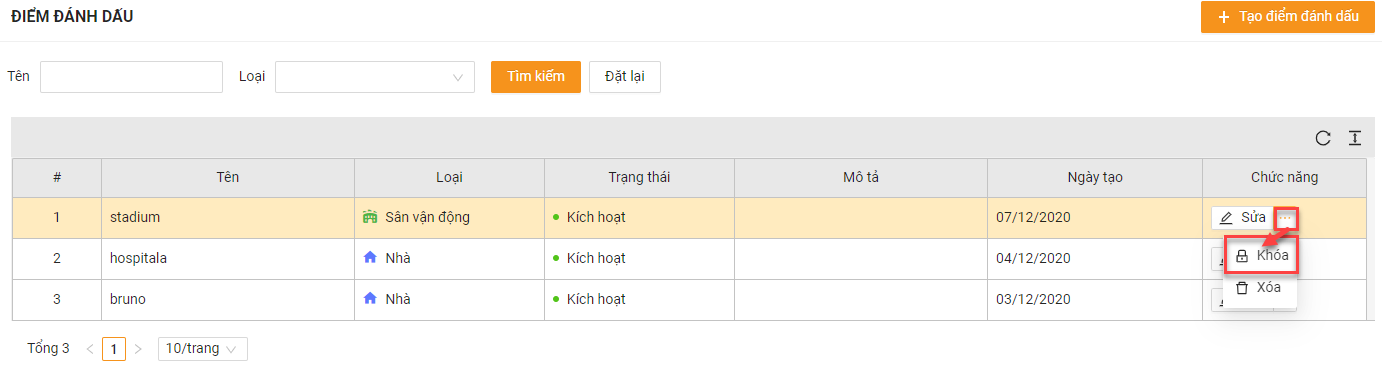 ĐIỂM ĐÁNH DẤU
+ Tạo điểm đánh dấu
Tên Loại Tìm kiếm Đặt lại
# Tên Loại Trạng thái Mô tả Ngày tạo Chức năng
1 stadium Sân vận động Kích hoạt 07/12/2020 Sửa ...
2 hospitala Nhà Kích hoạt 04/12/2020 Khóa
3 bruno Nhà Kích hoạt 03/12/2020 Xóa
Tổng 3 < 1 > 10/trang